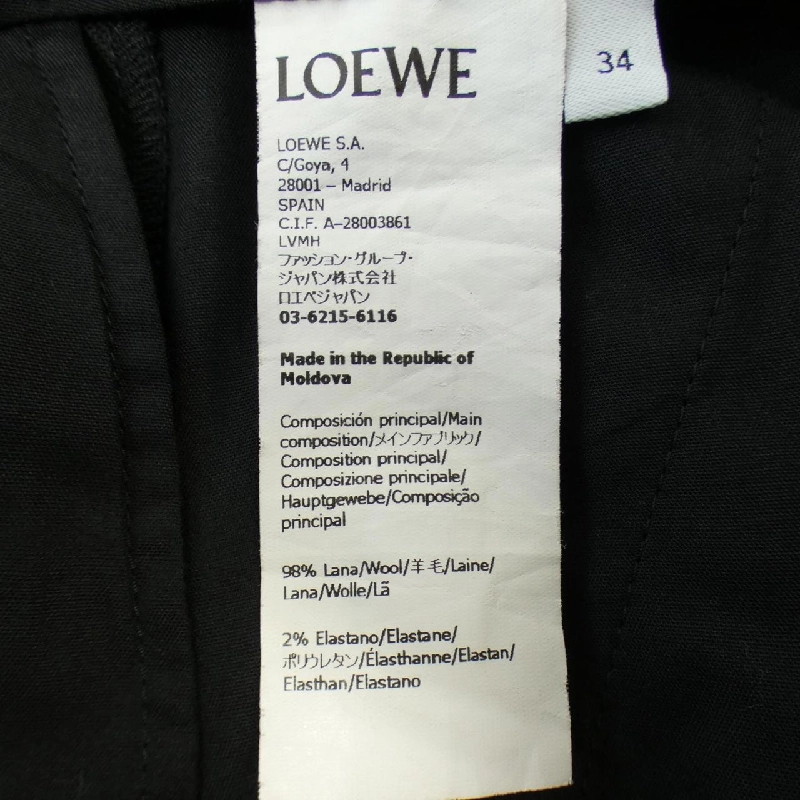 LOEWE
34
LOEWE S.A.
C/Goya, 4
28001 – Madrid
SPAIN
C.I.F. A–28003861
LVMH
ファッション・グループ・
ジャパン株式会社
ロエベジャパン
03-6215-6116
Made in the Republic of
Moldova
Composición principal/Main
composition/メインファブリック/
Composition principal/
Composizione principale/
Hauptgewebe/Composição
principal
98% Lana/Wool/羊毛/Laine/
Lana/Wolle/Lã
2% Elastano/Elastane/
ポリウレタン/Élasthanne/Elastan/
Elasthan/Elastano